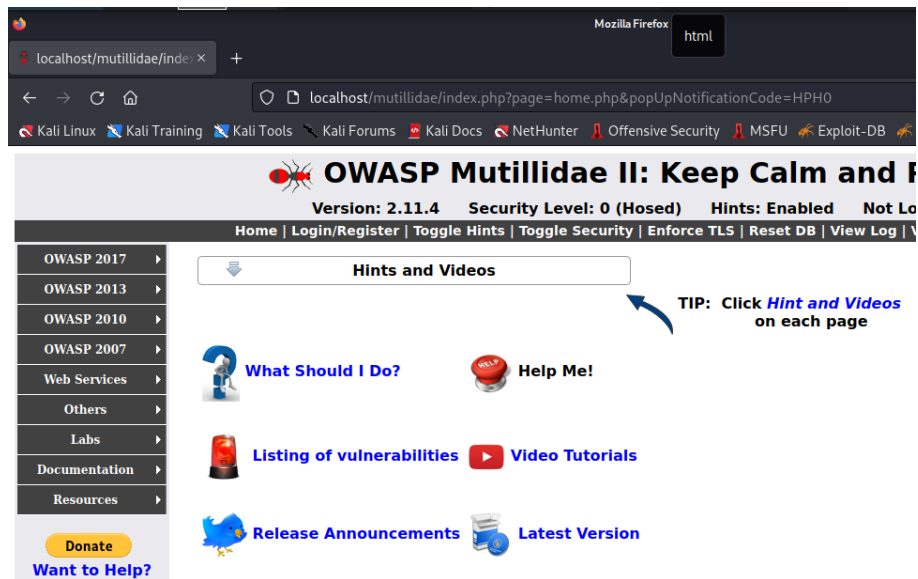 Mozilla Firefox
html
localhost/mutillidae/inde ×
+
localhost/mutillidae/index.php?page=home.php&popUpNotificationCode=HPH0
Kali Linux Kali Training Kali Tools Kali Forums Kali Docs NetHunter Offensive Security MSFU Exploit-DB
OWASP Mutillidae II: Keep Calm and
Version: 2.11.4 Security Level: 0 (Hosed) Hints: Enabled Not Lo
Home | Login/Register | Toggle Hints | Toggle Security | Enforce TLS | Reset DB | View Log |
OWASP 2017
OWASP 2013
OWASP 2010
OWASP 2007
Web Services
Others
Labs
Documentation
Resources
Donate
Want to Help?
Hints and Videos
TIP: Click Hint and Videos
on each page
What Should I Do?
HELP
Help Me!
Listing of vulnerabilities
Video Tutorials
Release Announcements
Latest Version